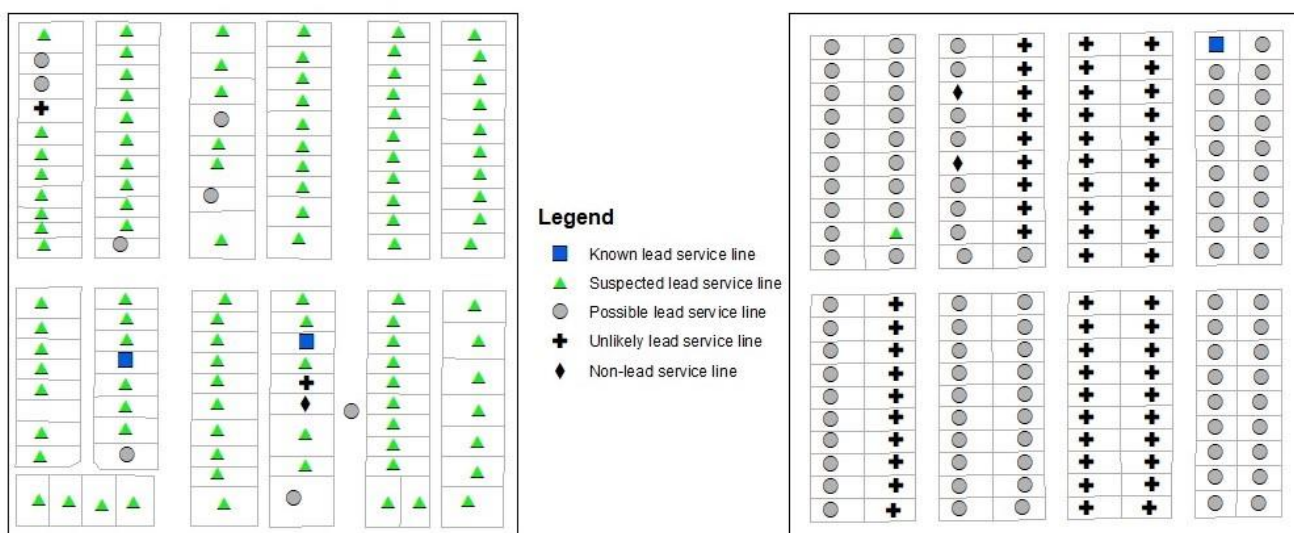 Legend
Known lead service line
Suspected lead service line
Possible lead service line
Unlikely lead service line
Non-lead service line